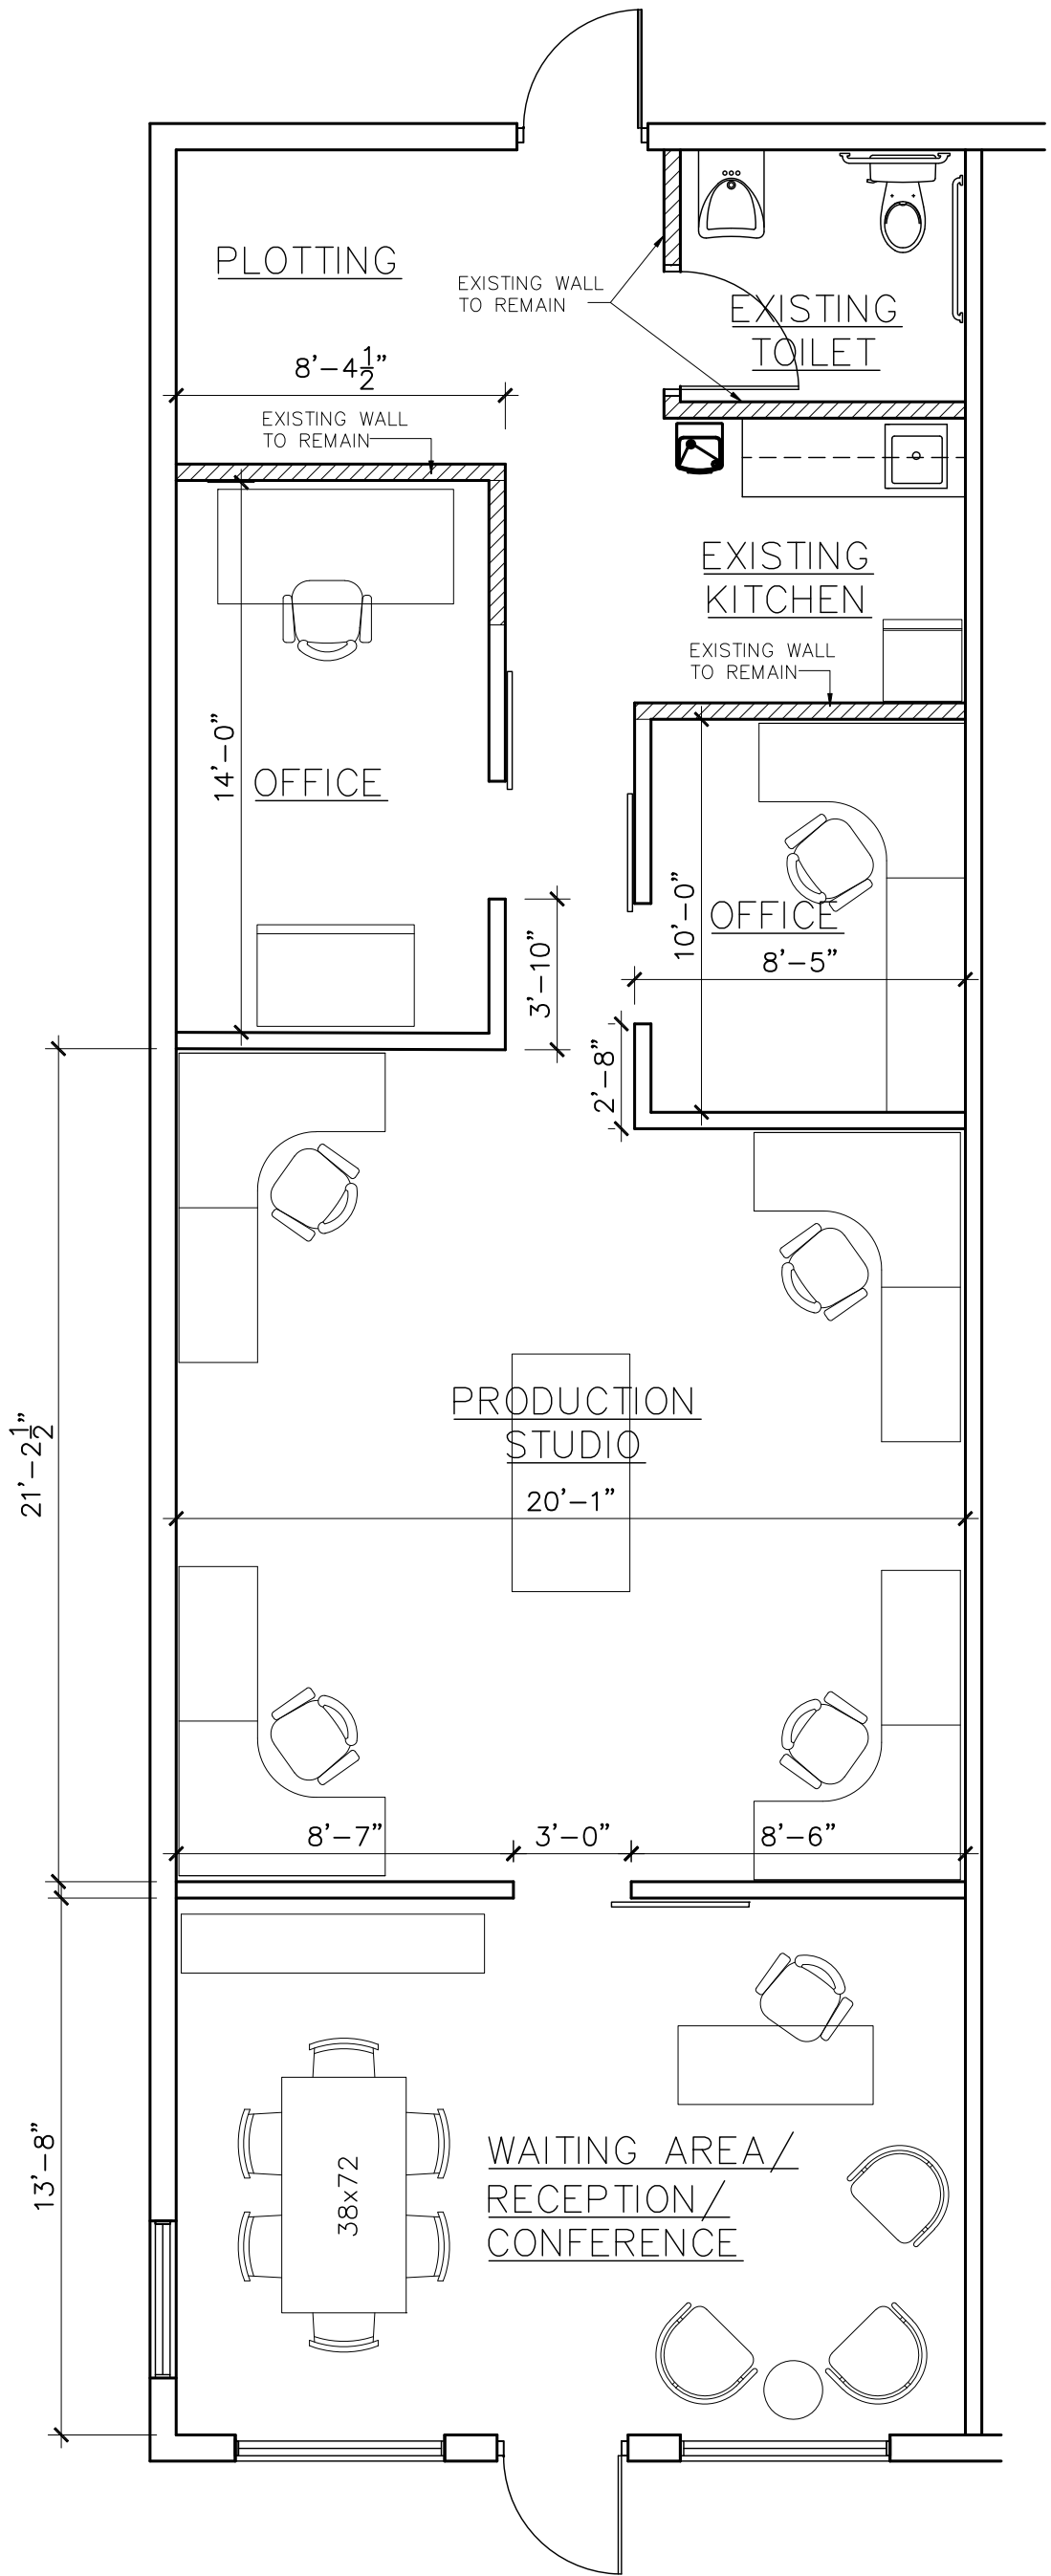 PLOTTING
EXISTING WALL
TO REMAIN
EXISTING
TOILET
8'-4½"
EXISTING WALL
TO REMAIN
EXISTING
KITCHEN
EXISTING WALL
TO REMAIN
14'-0"
OFFICE
10'-0"
OFFICE
8'-5"
3'-10"
2'-8"
PRODUCTION
STUDIO
21'-2½"
20'-1"
8'-7"
3'-0"
8'-6"
13'-8"
38x72
WAITING AREA/
RECEPTION/
CONFERENCE